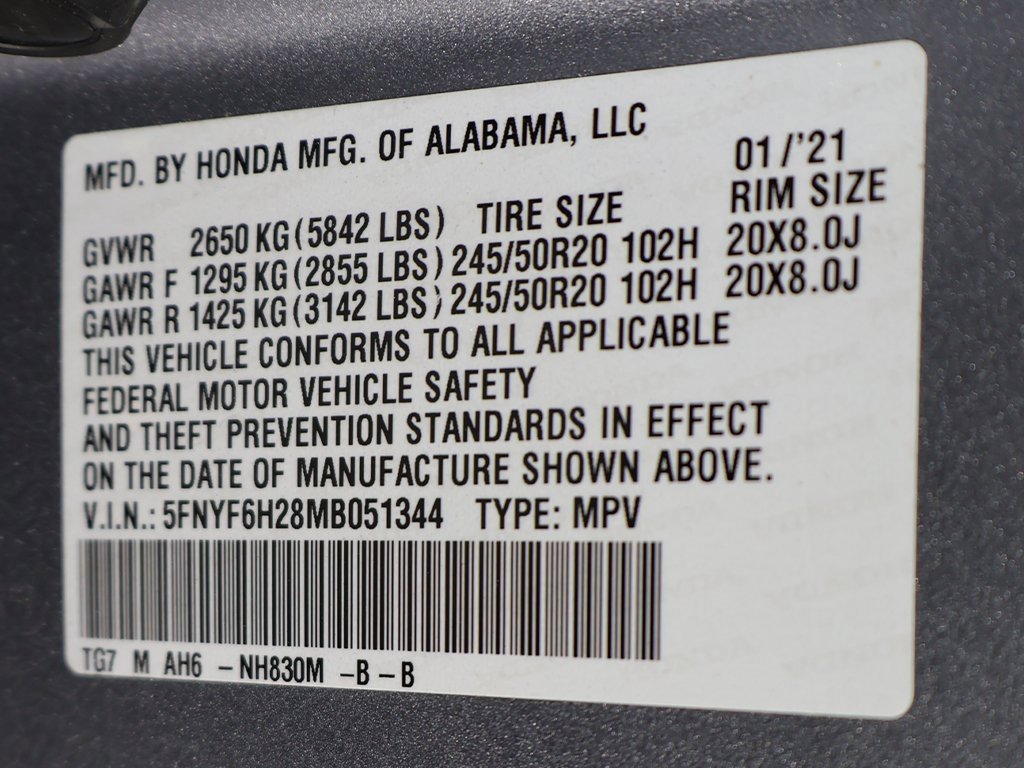 MFD. BY HONDA MFG. OF ALABAMA, LLC 01/'21
GVWR 2650 KG (5842 LBS) TIRE SIZE RIM SIZE
GAWR F 1295 KG (2855 LBS) 245/50R20 102H 20X8.0J
GAWR R 1425 KG (3142 LBS) 245/50R20 102H 20X8.0J
THIS VEHICLE CONFORMS TO ALL APPLICABLE
FEDERAL MOTOR VEHICLE SAFETY
AND THEFT PREVENTION STANDARDS IN EFFECT
ON THE DATE OF MANUFACTURE SHOWN ABOVE.
V.I.N.: 5FNYF6H28MB051344 TYPE: MPV
TG7 M AH6 -NH830M -B-B